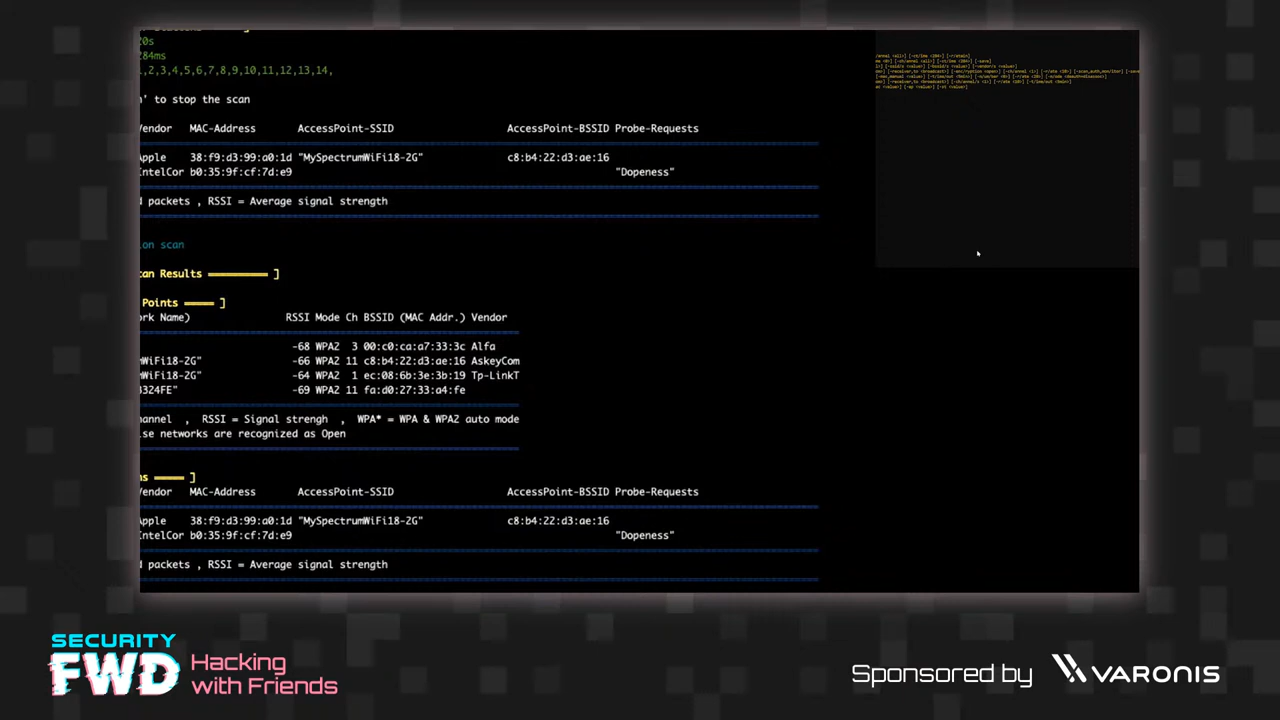 20s
284ms
1,2,3,4,5,6,7,8,9,10,11,12,13,14,
n' to stop the scan
Vendor MAC-Address AccessPoint-SSID AccessPoint-BSSID Probe-Requests
Apple 38:f9:d3:99:a0:1d "MySpectrumWiFi18-2G" c8:b4:22:d3:ae:16
IntelCor b0:35:9f:cf:7d:e9 "Dopeness"
d packets , RSSI = Average signal strength
ion scan
can Results ══════════ ]
Points ═════ ]
ork Name) RSSI Mode Ch BSSID (MAC Addr.) Vendor
-68 WPA2 3 00:c0:ca:a7:33:3c Alfa
mWiFi18-2G" -66 WPA2 11 c8:b4:22:d3:ae:16 AskeyCom
mWiFi18-2G" -64 WPA2 1 ec:08:6b:3e:3b:19 Tp-LinkT
B324FE" -69 WPA2 11 fa:d0:27:33:a4:fe
hannel , RSSI = Signal strengh , WPA* = WPA & WPA2 auto mode
lse networks are recognized as Open
ns ═════ ]
Vendor MAC-Address AccessPoint-SSID AccessPoint-BSSID Probe-Requests
Apple 38:f9:d3:99:a0:1d "MySpectrumWiFi18-2G" c8:b4:22:d3:ae:16
IntelCor b0:35:9f:cf:7d:e9 "Dopeness"
d packets , RSSI = Average signal strength
SECURITY
FWD
Hacking
with Friends
Sponsored by VARONIS